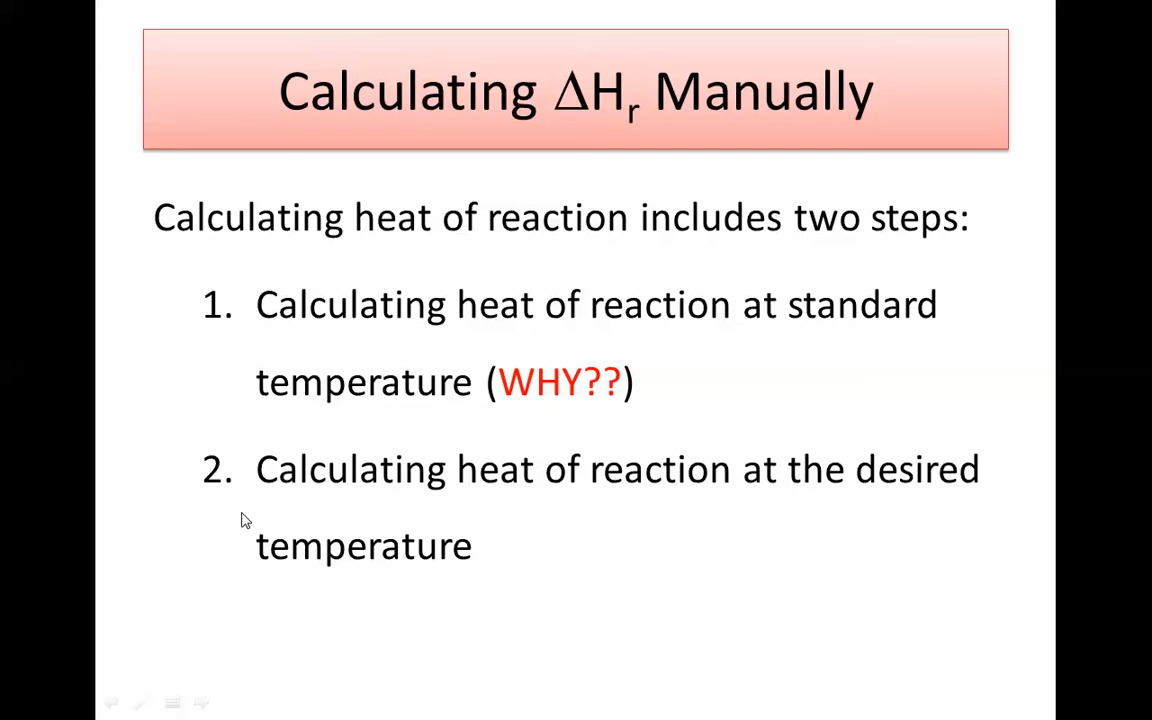 Calculating ΔHr Manually
Calculating heat of reaction includes two steps:
1. Calculating heat of reaction at standard
temperature (WHY??)
2. Calculating heat of reaction at the desired
temperature